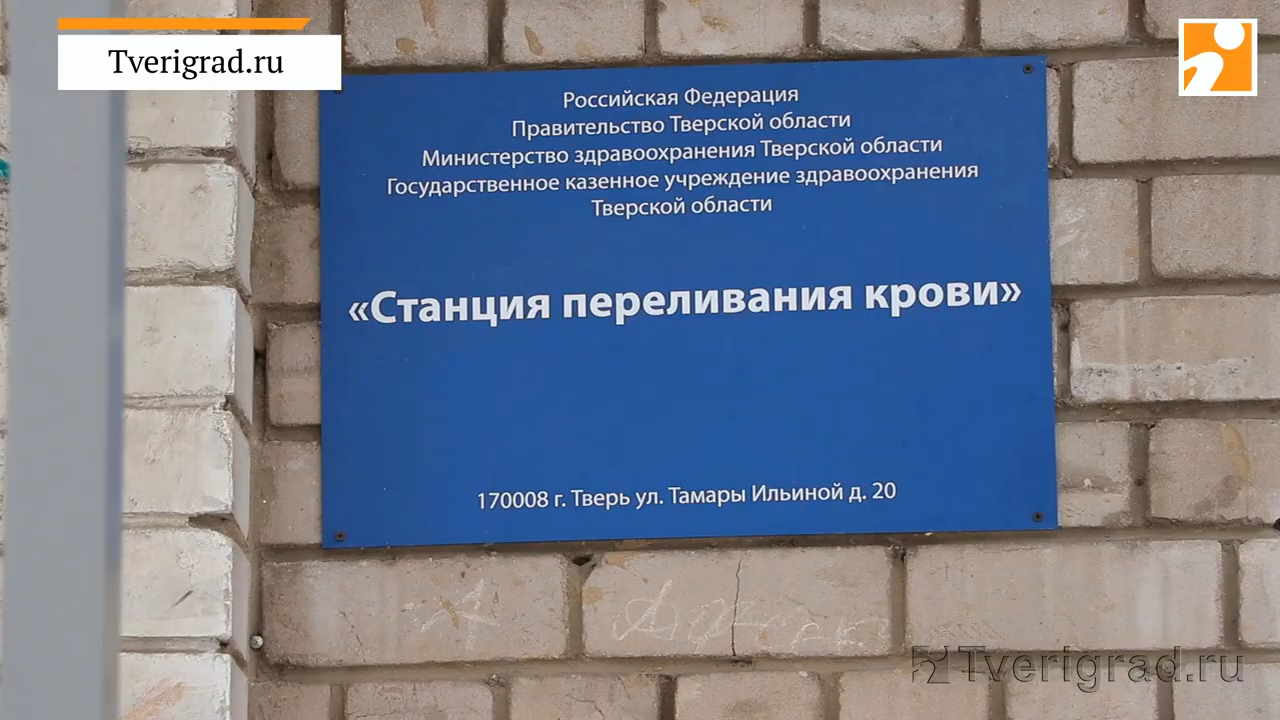 Tverigrad.ru
Российская Федерация
Правительство Тверской области
Министерство здравоохранения Тверской области
Государственное казенное учреждение здравоохранения
Тверской области
«Станция переливания крови»
170008 г. Тверь ул. Тамары Ильиной д. 20
Tverigrad.ru